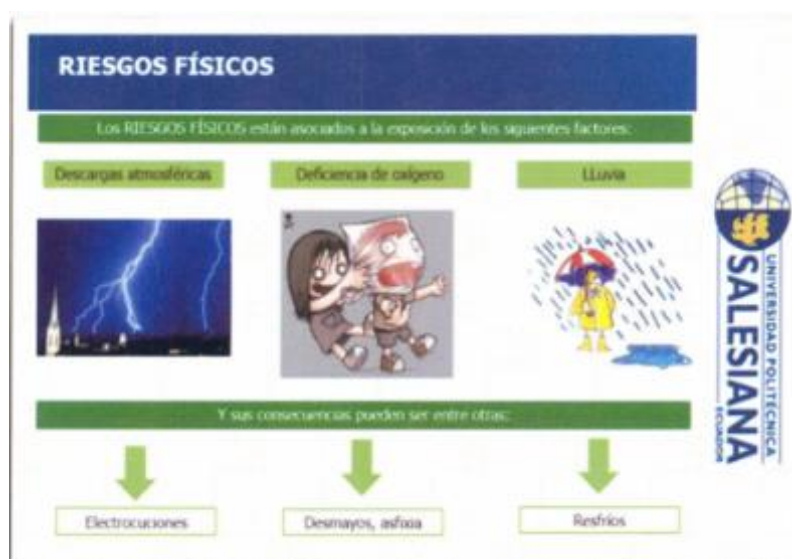 RIESGOS FÍSICOS
Los RIESGOS FÍSICOS están asociados a la exposición de los siguientes factores:
Descargas atmosféricas
Deficiencia de oxígeno
LLuvia
Y sus consecuencias pueden ser entre otras:
Electrocuciones
Desmayos, asfixia
Resfríos
UNIVERSIDAD POLITÉCNICA
SALESIANA
ECUADOR